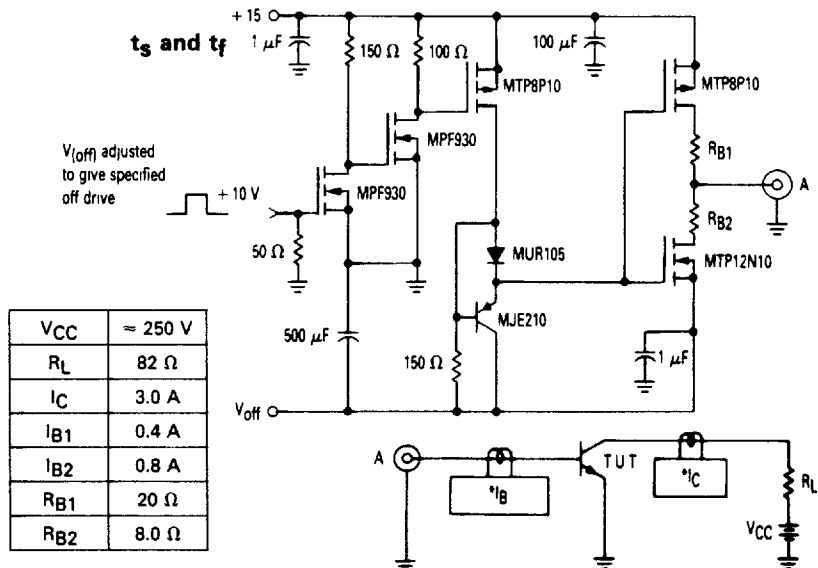 + 15
t_s and t_f
1 μF
150 Ω
100 Ω
100 μF
MTP8P10
MTP8P10
MPF930
V(off) adjusted
to give specified
off drive
+ 10 V
MPF930
R_B1
A
R_B2
50 Ω
MUR105
MTP12N10
MJE210
500 μF
150 Ω
1 μF
V_off
V_CC ≈ 250 V
R_L 82 Ω
I_C 3.0 A
I_B1 0.4 A
I_B2 0.8 A
R_B1 20 Ω
R_B2 8.0 Ω
A
*I_B
TUT
*I_C
R_L
V_CC